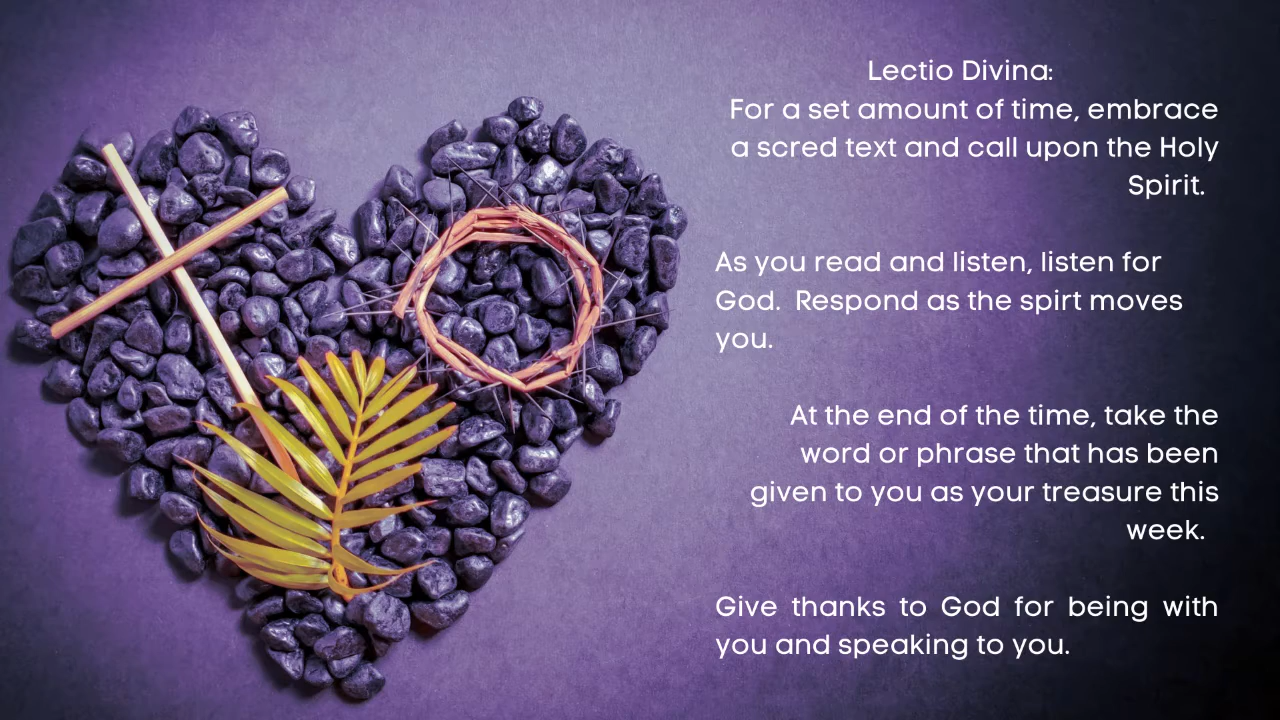 Lectio Divina:
For a set amount of time, embrace
a scred text and call upon the Holy
Spirit.
As you read and listen, listen for
God.  Respond as the spirt moves
you.
At the end of the time, take the
word or phrase that has been
given to you as your treasure this
week.
Give thanks to God for being with
you and speaking to you.